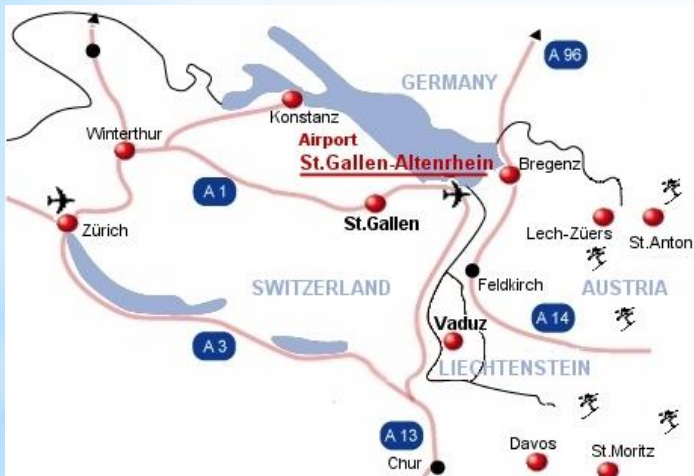 A 96
GERMANY
Konstanz
Winterthur
Airport
St.Gallen-Altenrhein
Bregenz
A 1
St.Gallen
Zürich
Lech-Züers
St.Anton
SWITZERLAND
Feldkirch
AUSTRIA
A 3
Vaduz
A 14
LIECHTENSTEIN
A 13
Chur
Davos
St.Moritz